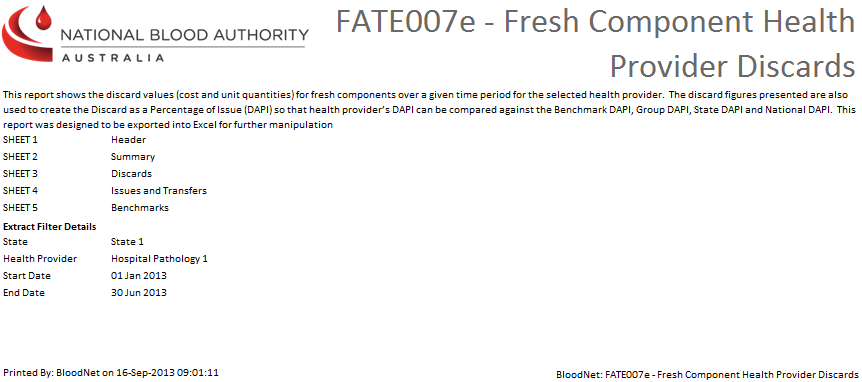 NATIONAL BLOOD AUTHORITY
AUSTRALIA
FATE007e - Fresh Component Health
Provider Discards
This report shows the discard values (cost and unit quantities) for fresh components over a given time period for the selected health provider.  The discard figures presented are also
used to create the Discard as a Percentage of Issue (DAPI) so that health provider's DAPI can be compared against the Benchmark DAPI, Group DAPI, State DAPI and National DAPI.  This
report was designed to be exported into Excel for further manipulation
SHEET 1 Header
SHEET 2 Summary
SHEET 3 Discards
SHEET 4 Issues and Transfers
SHEET 5 Benchmarks
Extract Filter Details
State State 1
Health Provider Hospital Pathology 1
Start Date 01 Jan 2013
End Date 30 Jun 2013
Printed By: BloodNet on 16-Sep-2013 09:01:11
BloodNet: FATE007e - Fresh Component Health Provider Discards